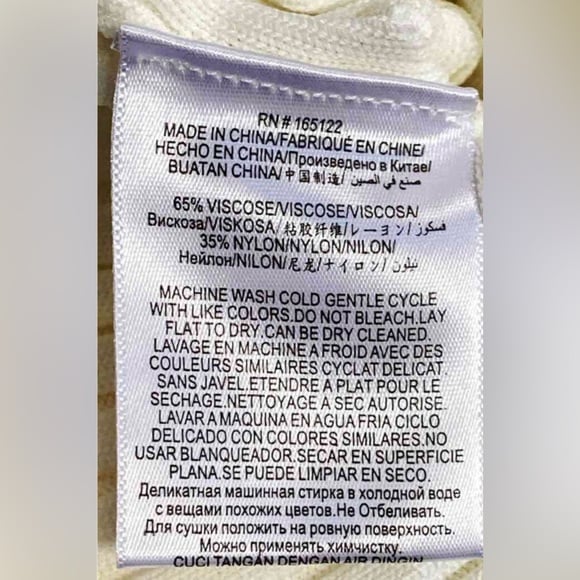 RN # 165122
MADE IN CHINA/FABRIQUÉ EN CHINE/
HECHO EN CHINA/Произведено в Китае/
BUATAN CHINA/中国制造/صنع في الصين
65% VISCOSE/VISCOSE/VISCOSA/
Вискоза/VISKOSA/粘胶纤维/レーヨン/فسكوز
35% NYLON/NYLON/NILON/
Нейлон/NILON/尼龙/ナイロン/نيلون
MACHINE WASH COLD GENTLE CYCLE
WITH LIKE COLORS.DO NOT BLEACH.LAY
FLAT TO DRY.CAN BE DRY CLEANED.
LAVAGE EN MACHINE A FROID AVEC DES
COULEURS SIMILAIRES CYCLAT DELICAT.
SANS JAVEL.ETENDRE A PLAT POUR LE
SECHAGE.NETTOYAGE A SEC AUTORISE.
LAVAR A MAQUINA EN AGUA FRIA CICLO
DELICADO CON COLORES SIMILARES.NO
USAR BLANQUEADOR.SECAR EN SUPERFICIE
PLANA.SE PUEDE LIMPIAR EN SECO.
Деликатная машинная стирка в холодной воде
с вещами похожих цветов.Не Отбеливать.
Для сушки положить на ровную поверхность.
Можно применять химчистку.
CUCI TANGAN DENGAN AIR DINGIN